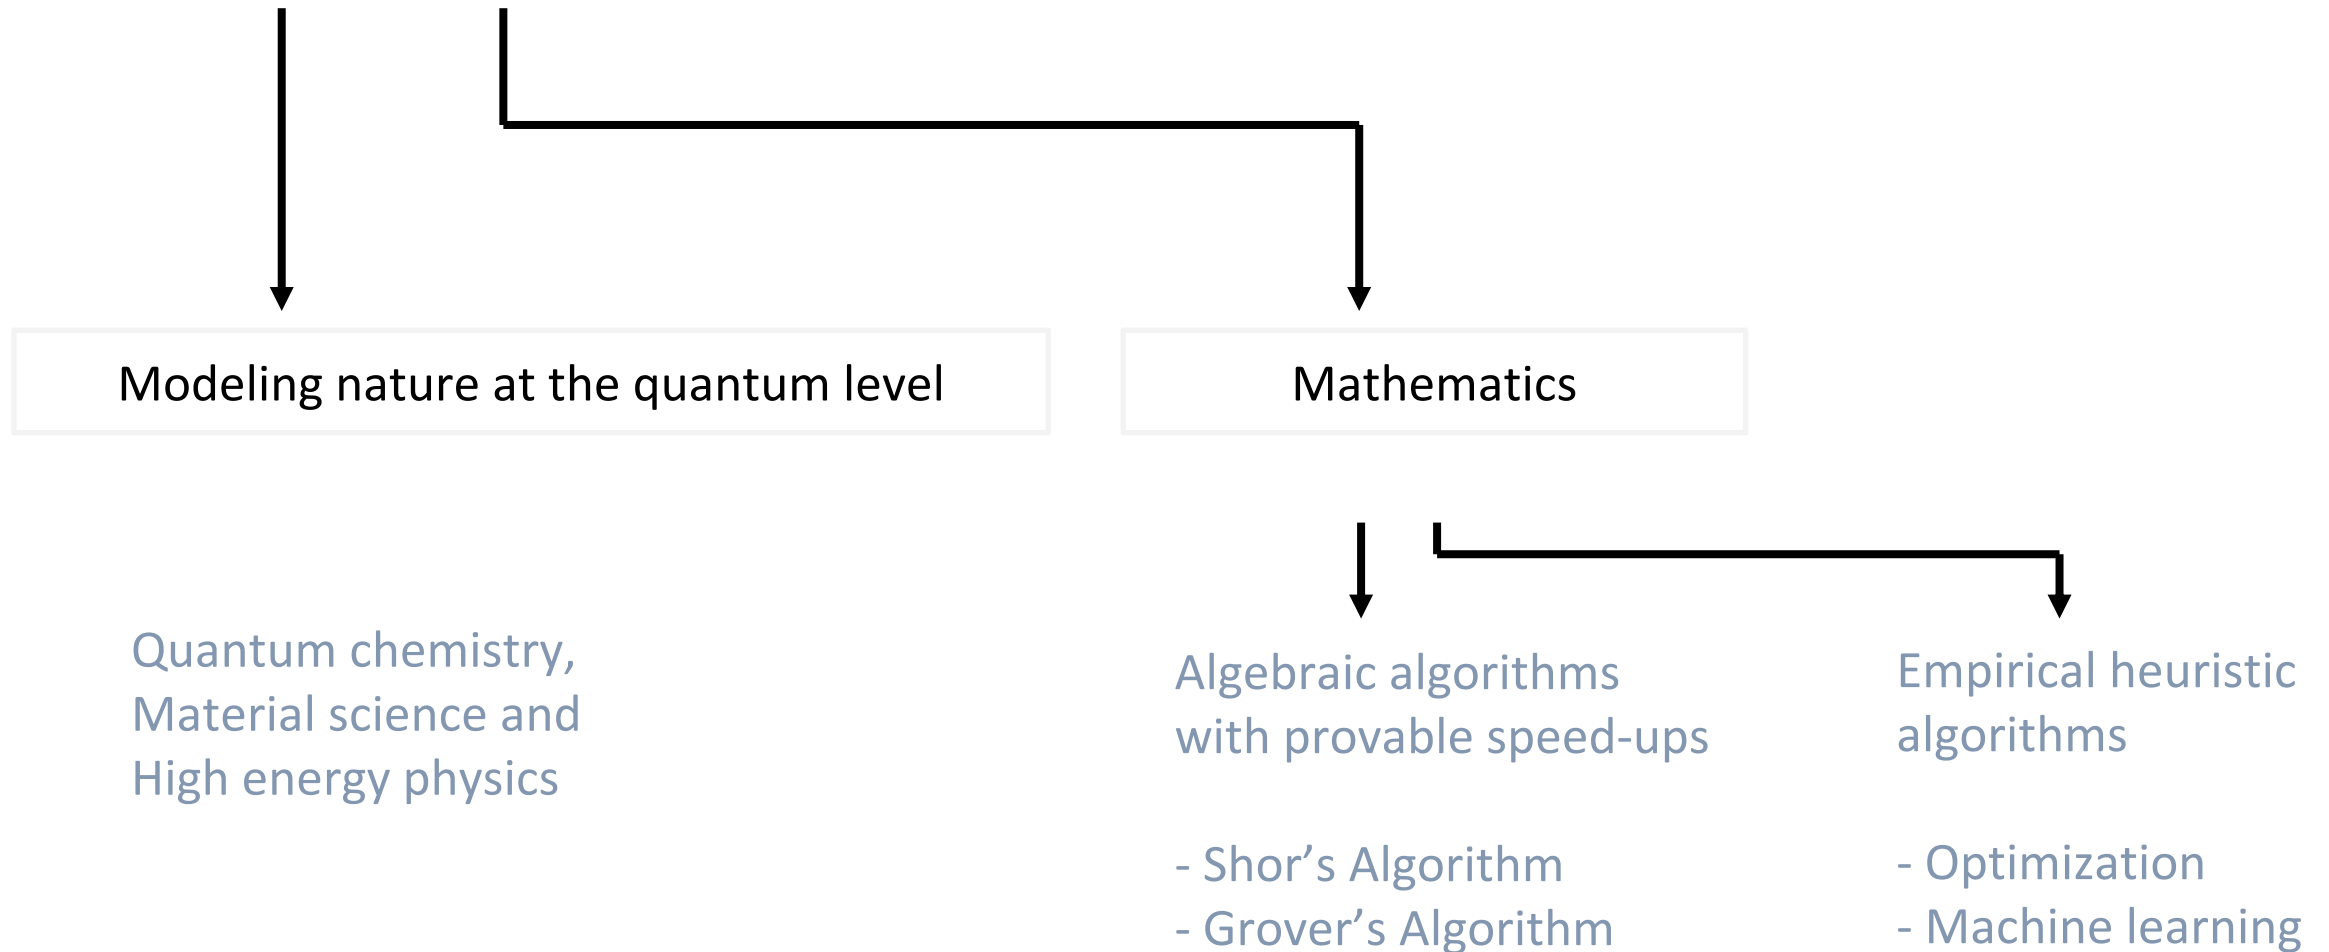 Modeling nature at the quantum level
Mathematics
Quantum chemistry,
Material science and
High energy physics
Algebraic algorithms
with provable speed-ups
- Shor’s Algorithm
- Grover’s Algorithm
Empirical heuristic
algorithms
- Optimization
- Machine learning